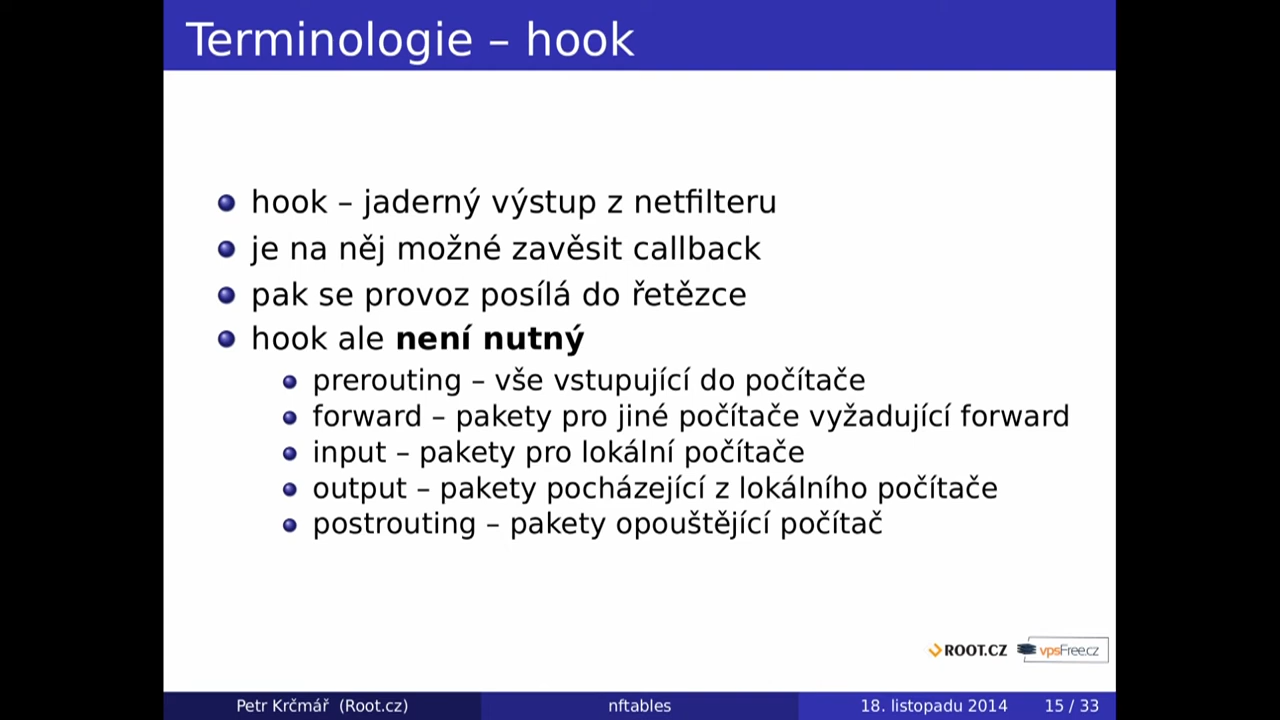 Terminologie – hook
hook – jaderný výstup z netfilteru
je na něj možné zavěsit callback
pak se provoz posílá do řetězce
hook ale není nutný
prerouting – vše vstupující do počítače
forward – pakety pro jiné počítače vyžadující forward
input – pakety pro lokální počítače
output – pakety pocházející z lokálního počítače
postrouting – pakety opouštějící počítač
ROOT.CZ vpsFree.cz
Petr Krčmář (Root.cz) nftables 18. listopadu 2014 15 / 33